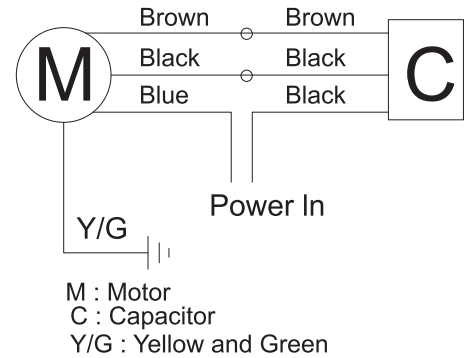 Brown Brown
M Black Black C
Blue Black
Power In
Y/G
M : Motor
C : Capacitor
Y/G : Yellow and Green